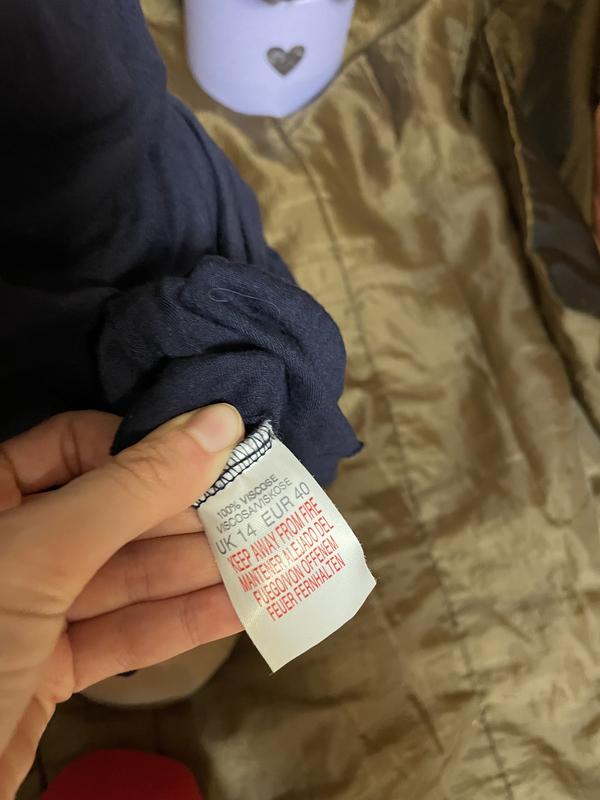 100% VISCOSE
VISCOSA/VISKOSE
UK 14 EUR 40
KEEP AWAY FROM FIRE
MANTENER ALEJADO DEL
FUEGO/VON OFFENEM
FEUER FERNHALTEN